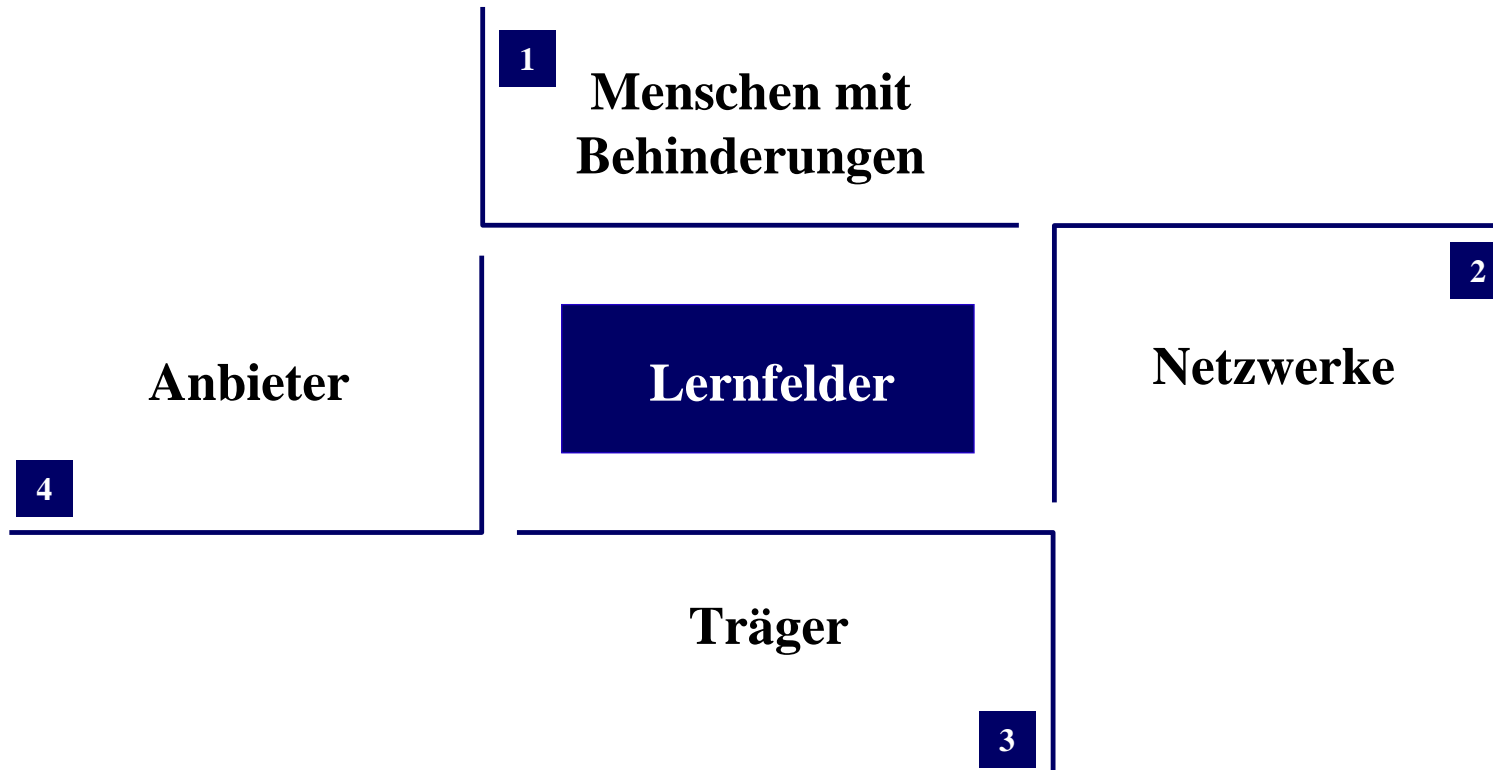 1
Menschen mit
Behinderungen
2
Netzwerke
Lernfelder
Anbieter
4
Träger
3